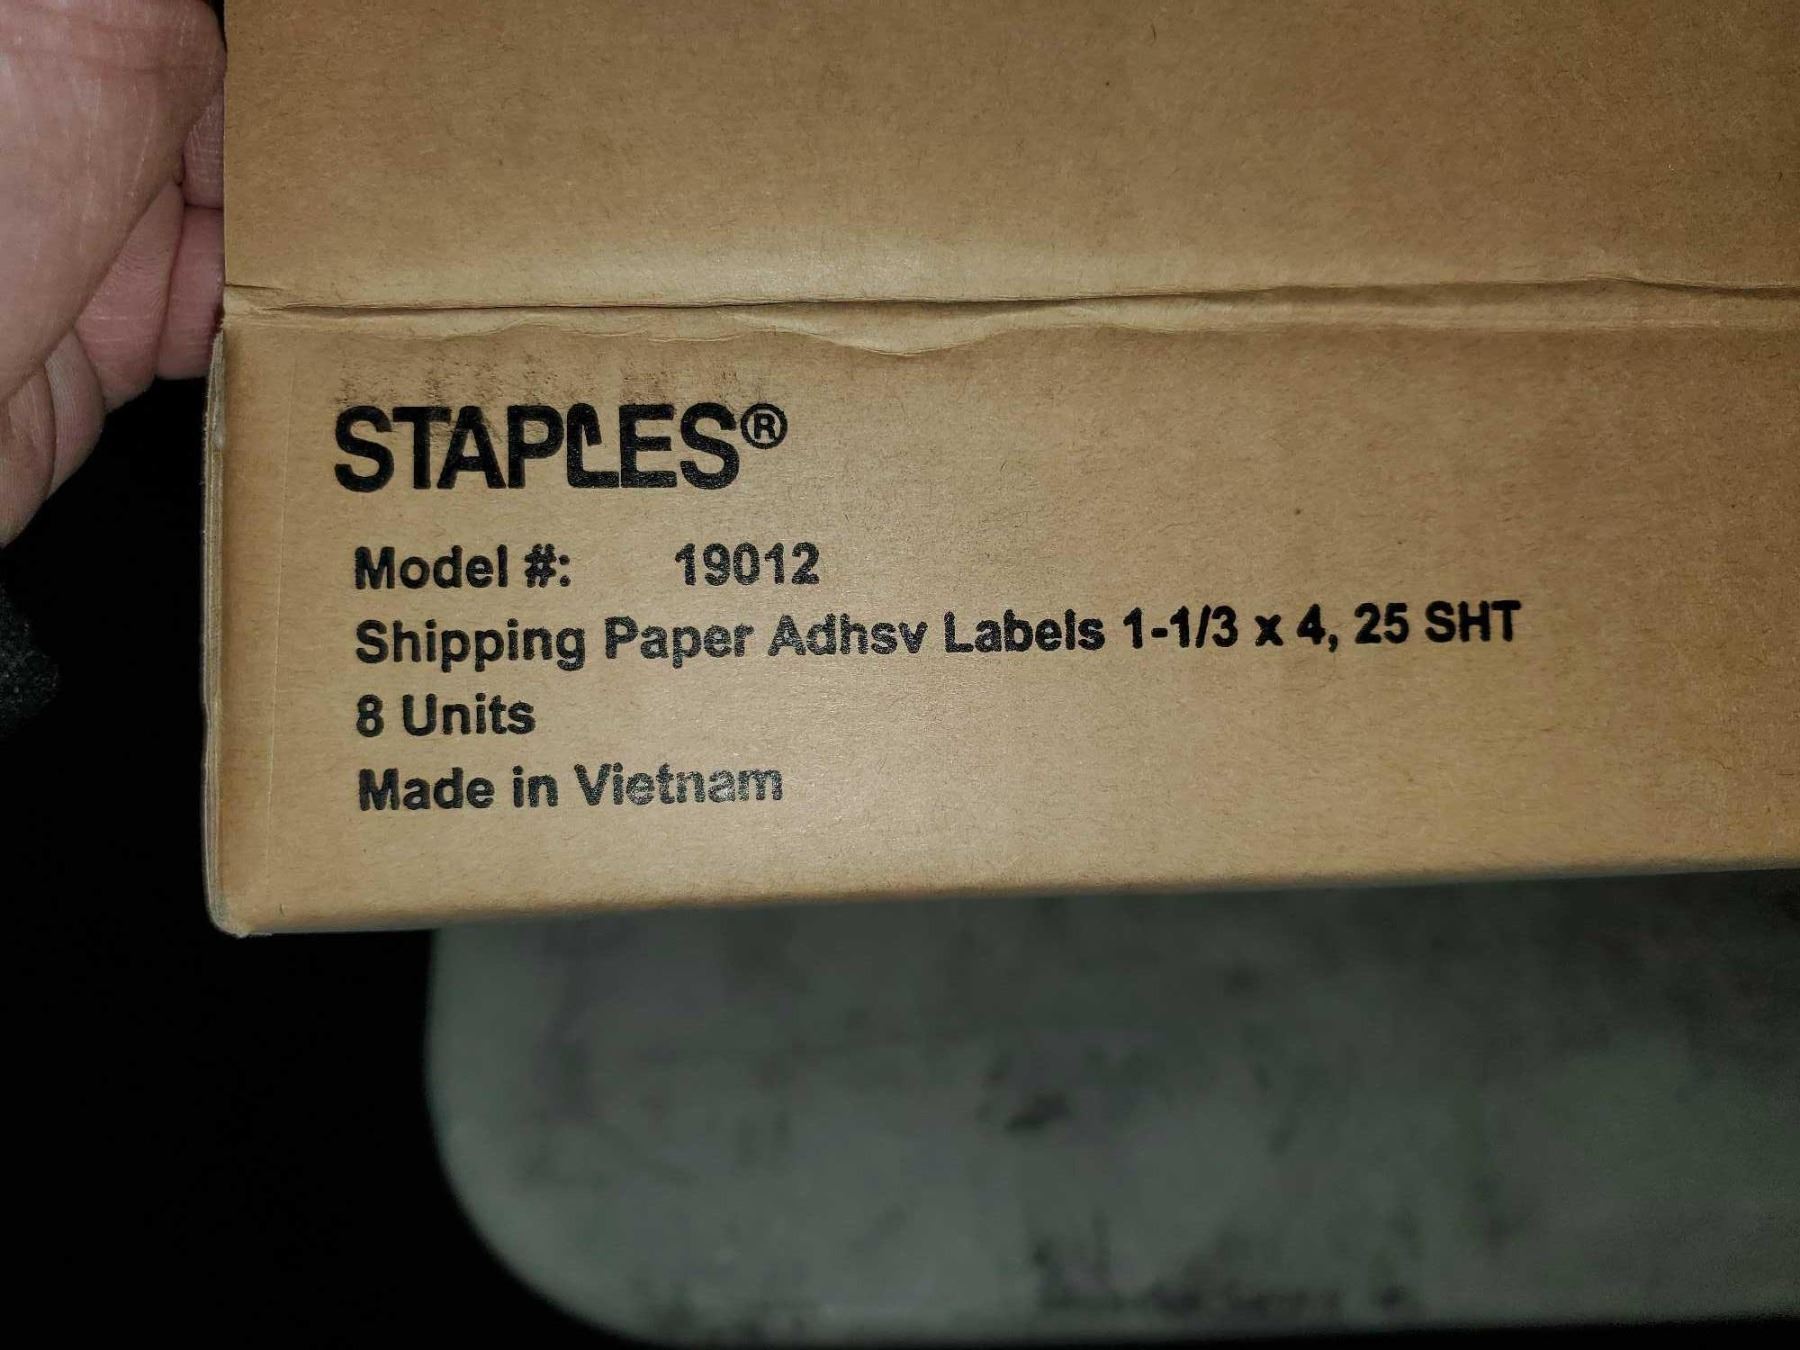 STAPLES®
Model #: 19012
Shipping Paper Adhsv Labels 1-1/3 x 4, 25 SHT
8 Units
Made in Vietnam